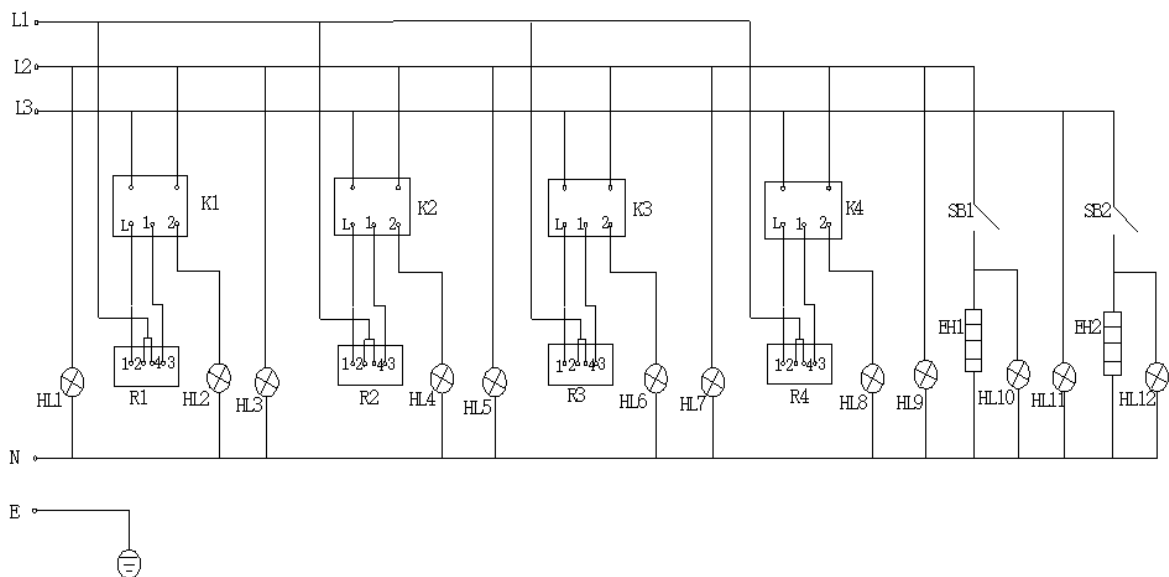 L1
L2
L3
K1
K2
K3
K4
SB1
SB2
L 1 2
L 1 2
L 1 2
L 1 2
EH1
EH2
1 2 4 3
1 2 4 3
1 2 4 3
1 2 4 3
HL1
R1
HL2
HL3
R2
HL4
HL5
R3
HL6
HL7
R4
HL8
HL9
HL10
HL11
HL12
N
E